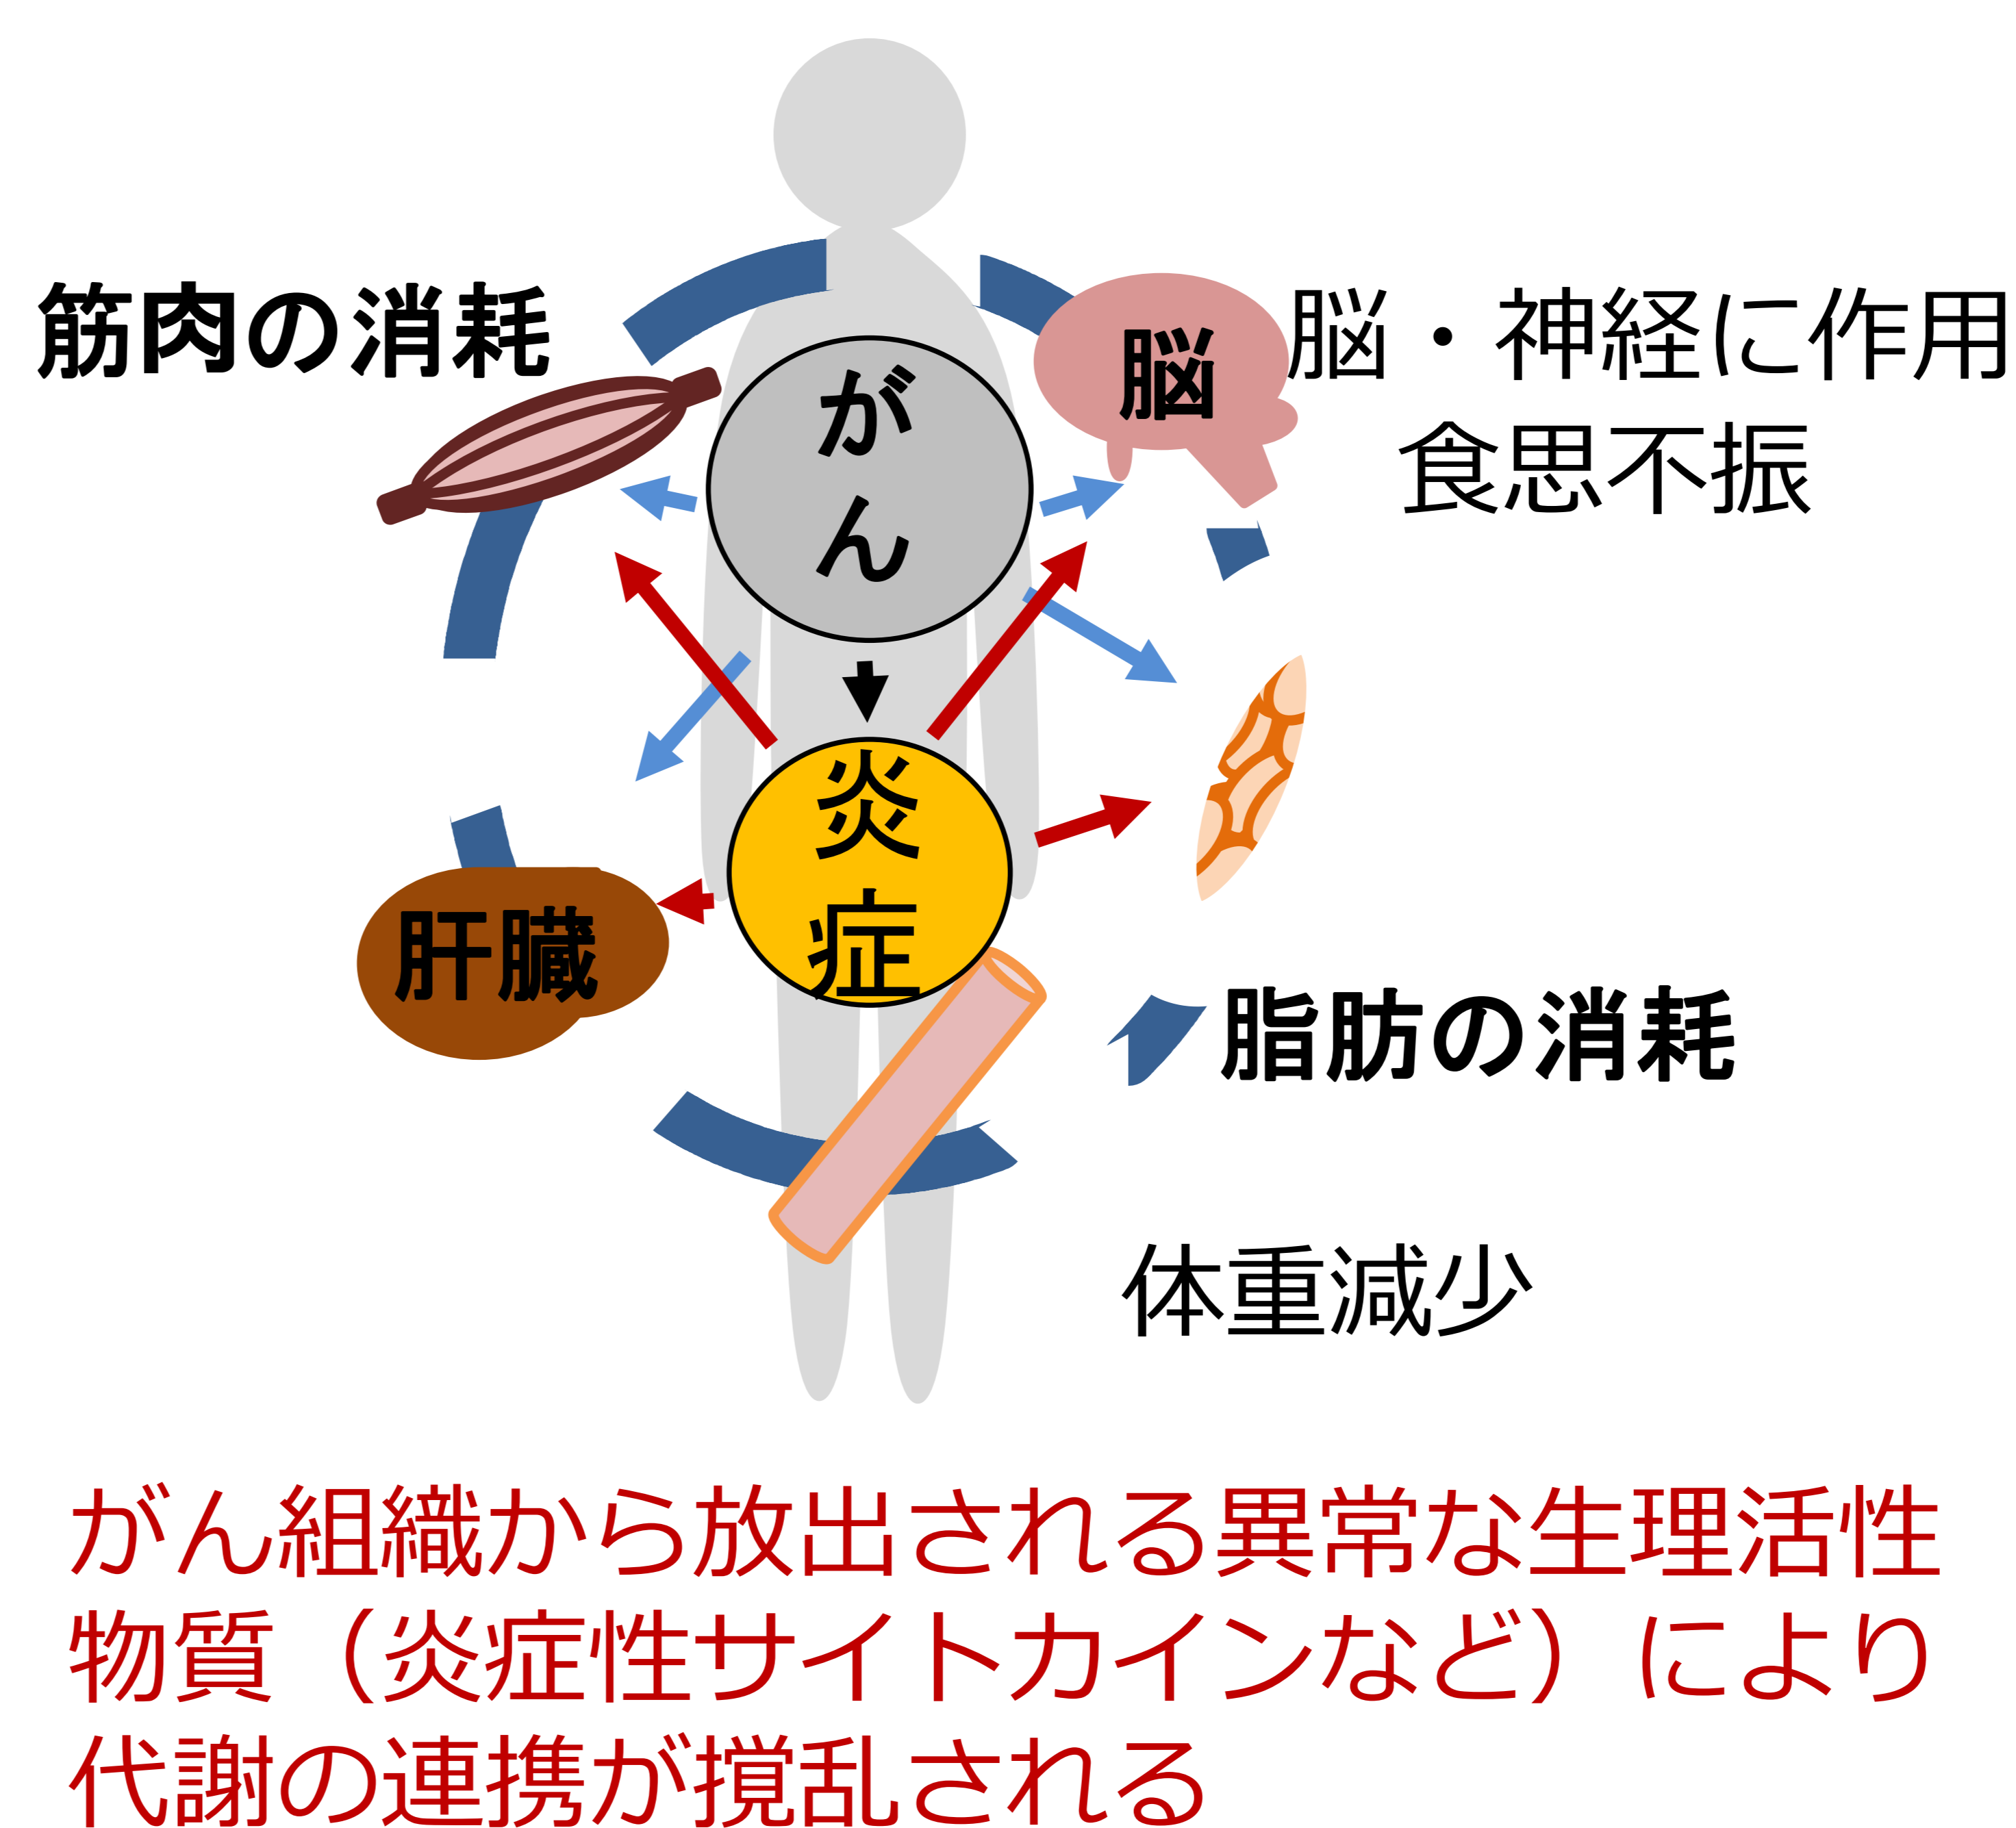 筋肉の消耗
がん
脳
脳・神経に作用
食思不振
炎症
肝臓
脂肪の消耗
体重減少
がん組織から放出される異常な生理活性
物質（炎症性サイトカインなど）により
代謝の連携が撹乱される